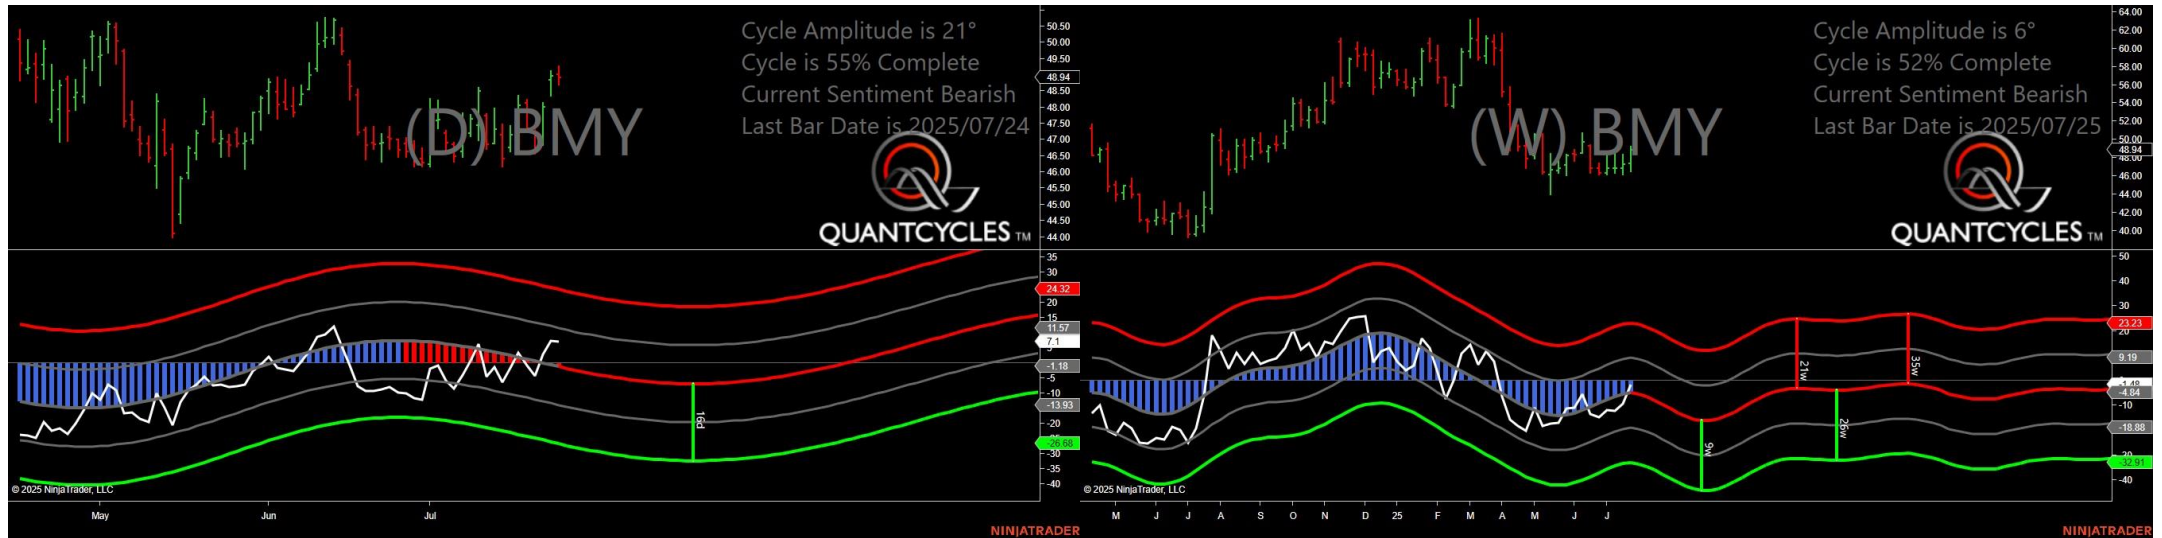 Cycle Amplitude is 21°
Cycle is 55% Complete
Current Sentiment Bearish
Last Bar Date is 2025/07/24
(D) BMY
QUANTCYCLES TM
50.50
50.00
49.50
48.94
48.50
48.00
47.50
47.00
46.50
46.00
45.50
45.00
44.50
44.00
35
30
24.32
20
15
11.57
7.1
-1.18
-5
-10
-13.93
-20
-26.68
-30
-35
-40
16d
© 2025 NinjaTrader, LLC
May
Jun
Jul
NINJATRADER
Cycle Amplitude is 6°
Cycle is 52% Complete
Current Sentiment Bearish
Last Bar Date is 2025/07/25
(W) BMY
QUANTCYCLES TM
64.00
62.00
60.00
58.00
56.00
54.00
52.00
50.00
48.94
48.00
46.00
44.00
42.00
40.00
50
40
30
23.23
9.19
-4.84
-10
-18.88
-32.91
-40
21w
35w
9w
26w
© 2025 NinjaTrader, LLC
M J J A S O N D 25 F M A M J J
NINJATRADER